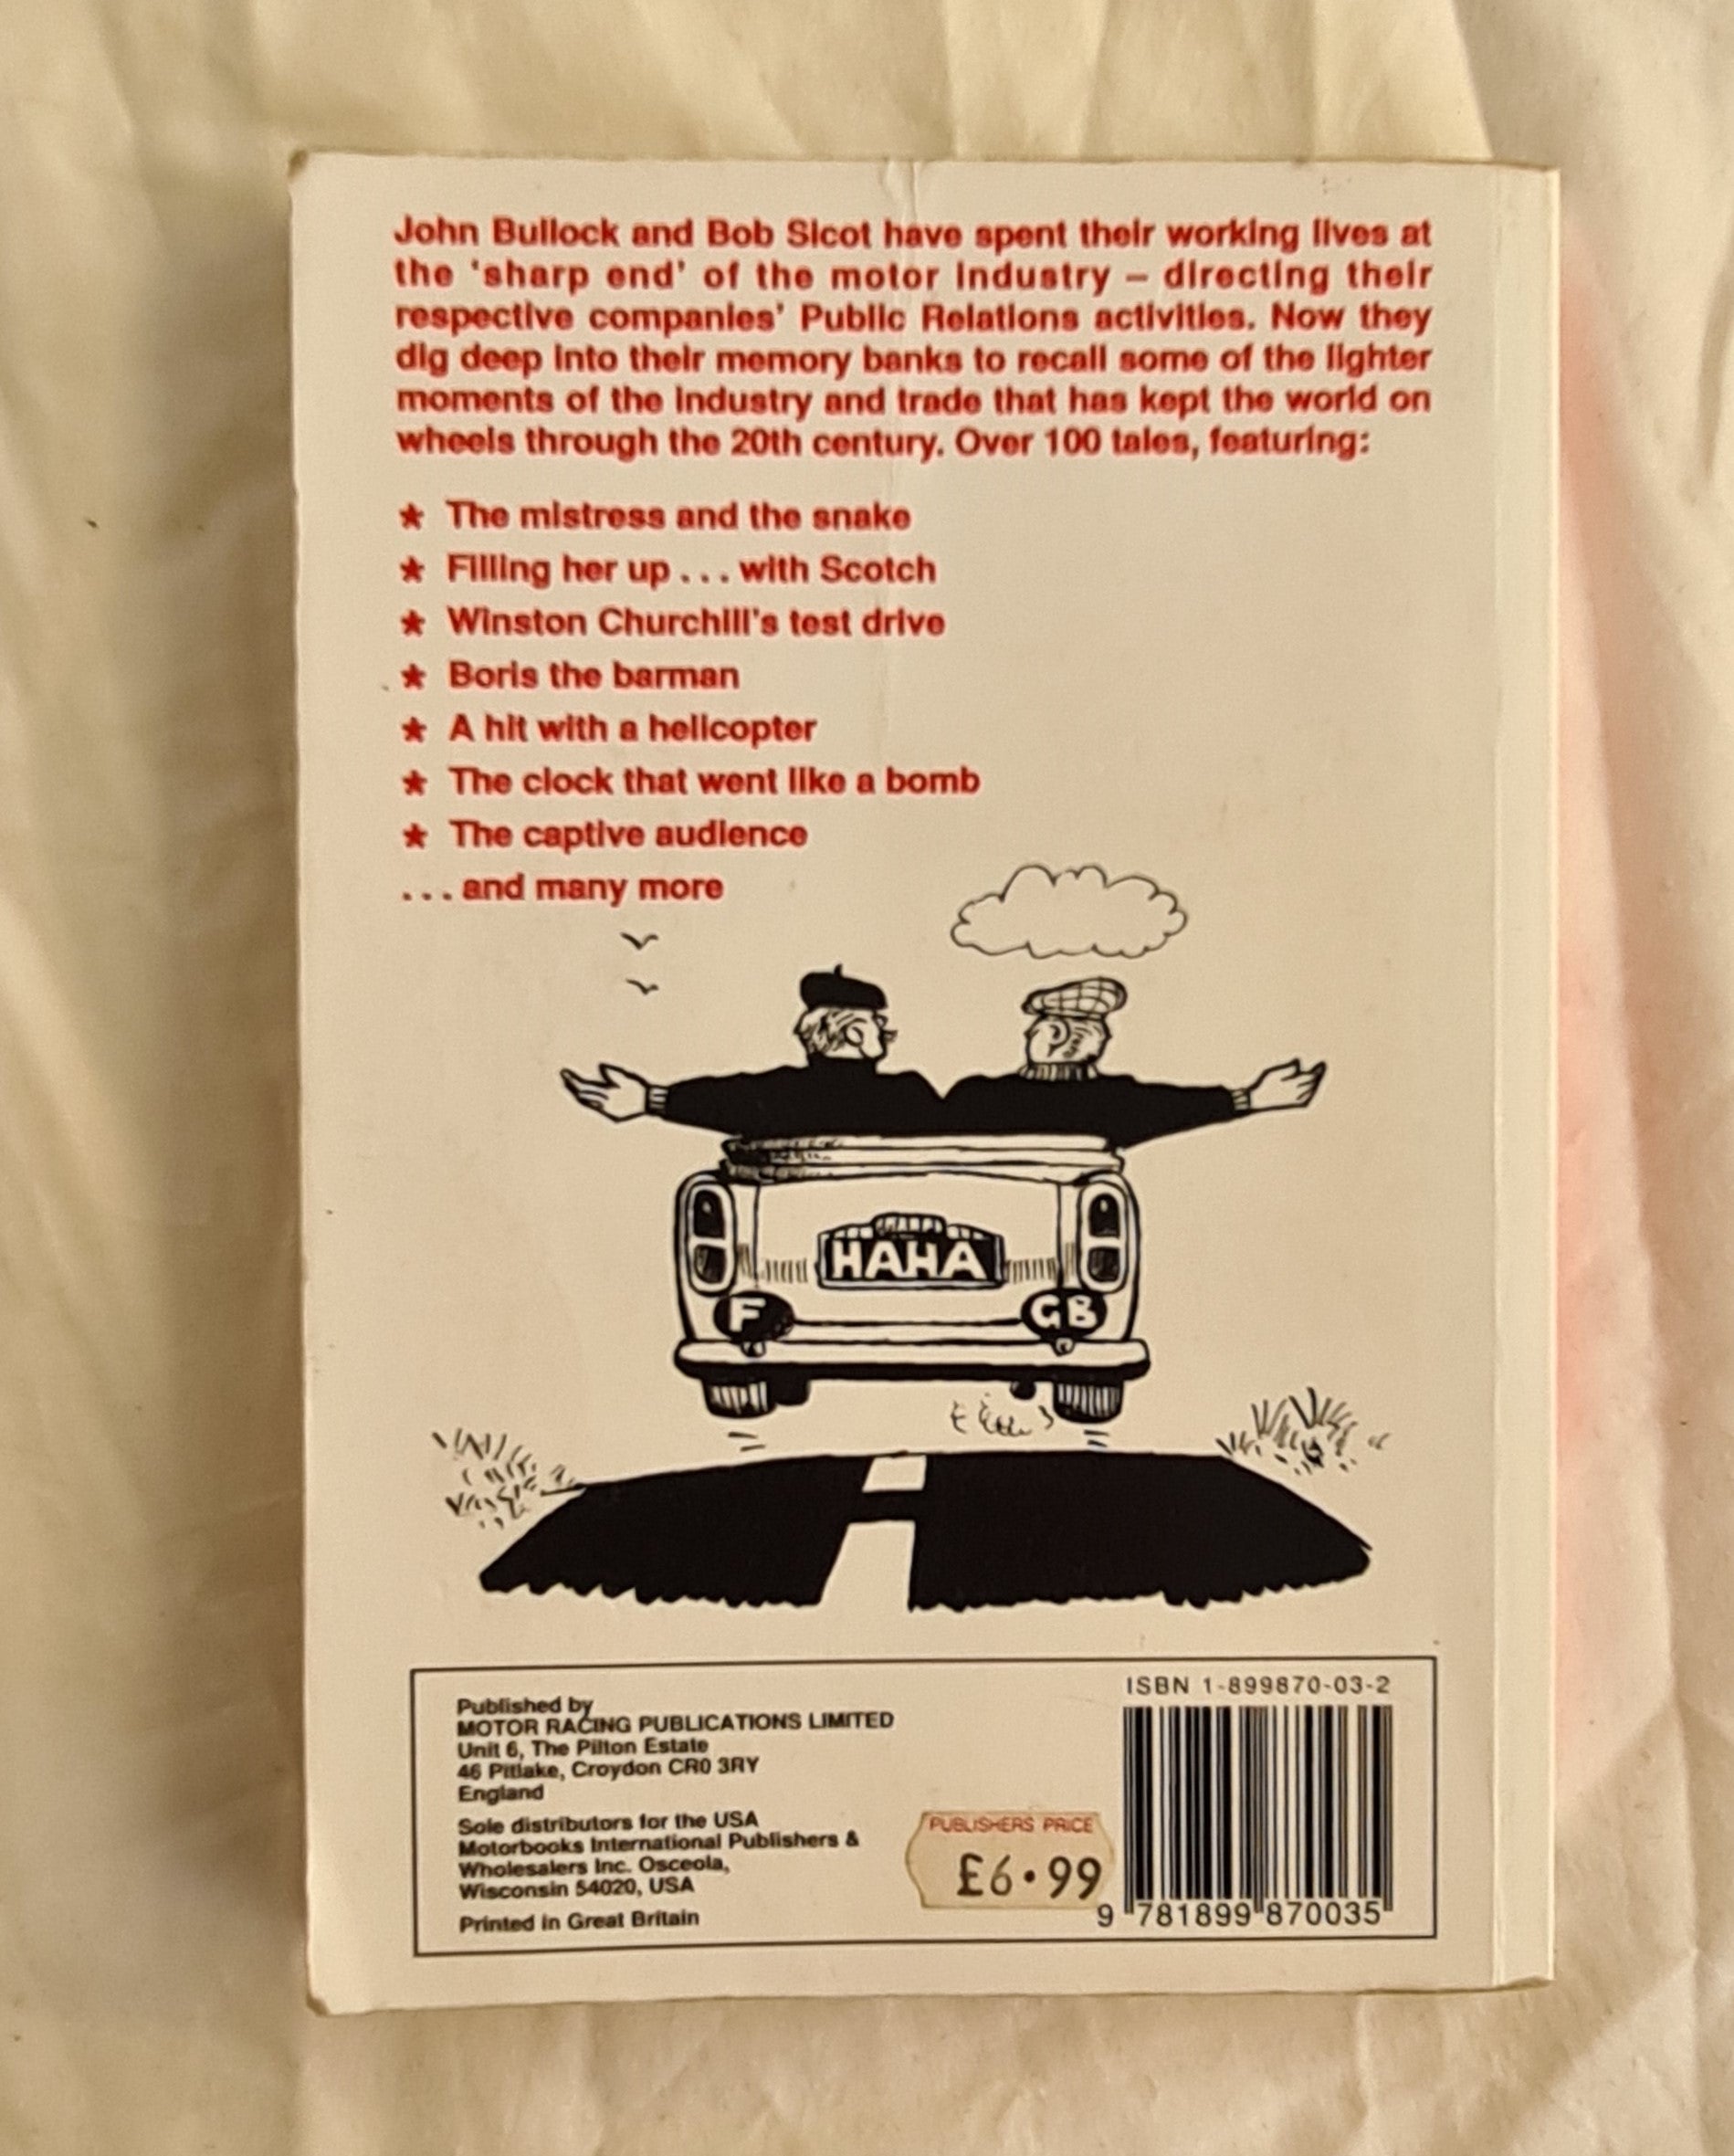 John Bullock and Bob Sicot have spent their working lives at
the 'sharp end' of the motor industry – directing their
respective companies' Public Relations activities. Now they
dig deep into their memory banks to recall some of the lighter
moments of the industry and trade that has kept the world on
wheels through the 20th century. Over 100 tales, featuring:
★ The mistress and the snake
★ Filling her up . . . with Scotch
★ Winston Churchill's test drive
★ Boris the barman
★ A hit with a helicopter
★ The clock that went like a bomb
★ The captive audience
. . . and many more
HAHA
F
GB
Published by
MOTOR RACING PUBLICATIONS LIMITED
Unit 6, The Pilton Estate
46 Pitlake, Croydon CR0 3RY
England
Sole distributors for the USA
Motorbooks International Publishers &
Wholesalers Inc. Osceola,
Wisconsin 54020, USA
Printed in Great Britain
PUBLISHERS PRICE
£6.99
ISBN 1-899870-03-2
9 781899 870035